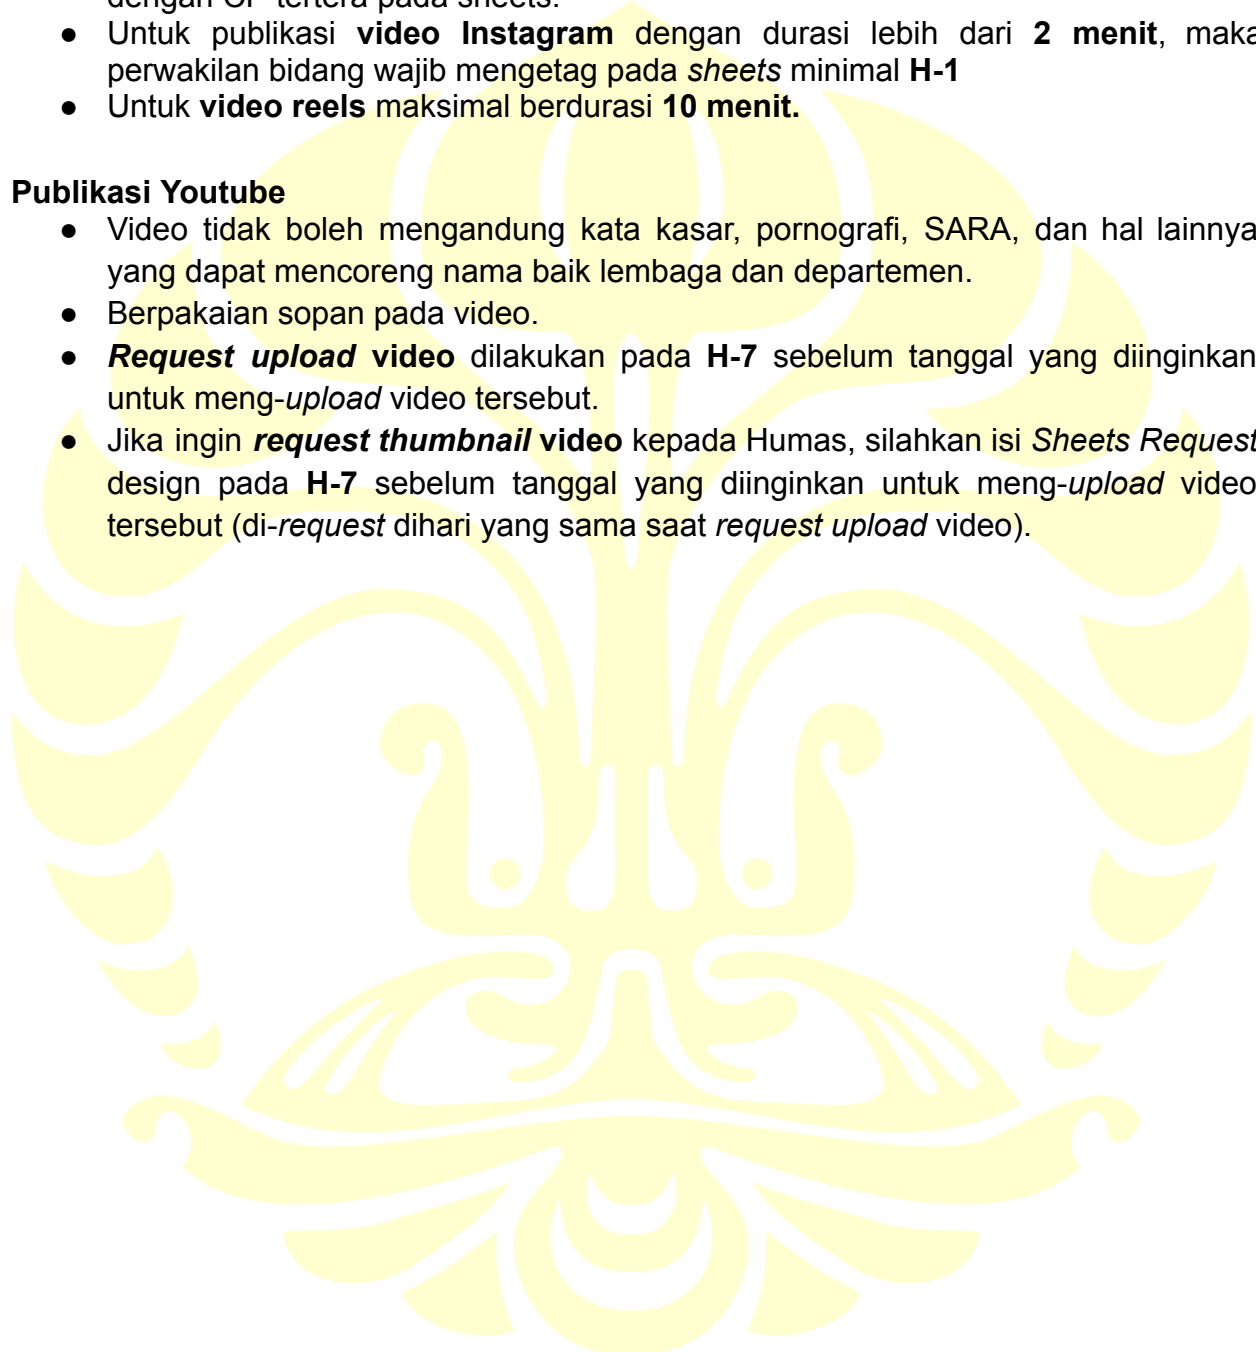 dengan CP tertera pada sheets.
● Untuk publikasi video Instagram dengan durasi lebih dari 2 menit, maka
perwakilan bidang wajib mengetag pada sheets minimal H-1
● Untuk video reels maksimal berdurasi 10 menit.
Publikasi Youtube
● Video tidak boleh mengandung kata kasar, pornografi, SARA, dan hal lainnya
yang dapat mencoreng nama baik lembaga dan departemen.
● Berpakaian sopan pada video.
● Request upload video dilakukan pada H-7 sebelum tanggal yang diinginkan
untuk meng-upload video tersebut.
● Jika ingin request thumbnail video kepada Humas, silahkan isi Sheets Request
design pada H-7 sebelum tanggal yang diinginkan untuk meng-upload video
tersebut (di-request dihari yang sama saat request upload video).